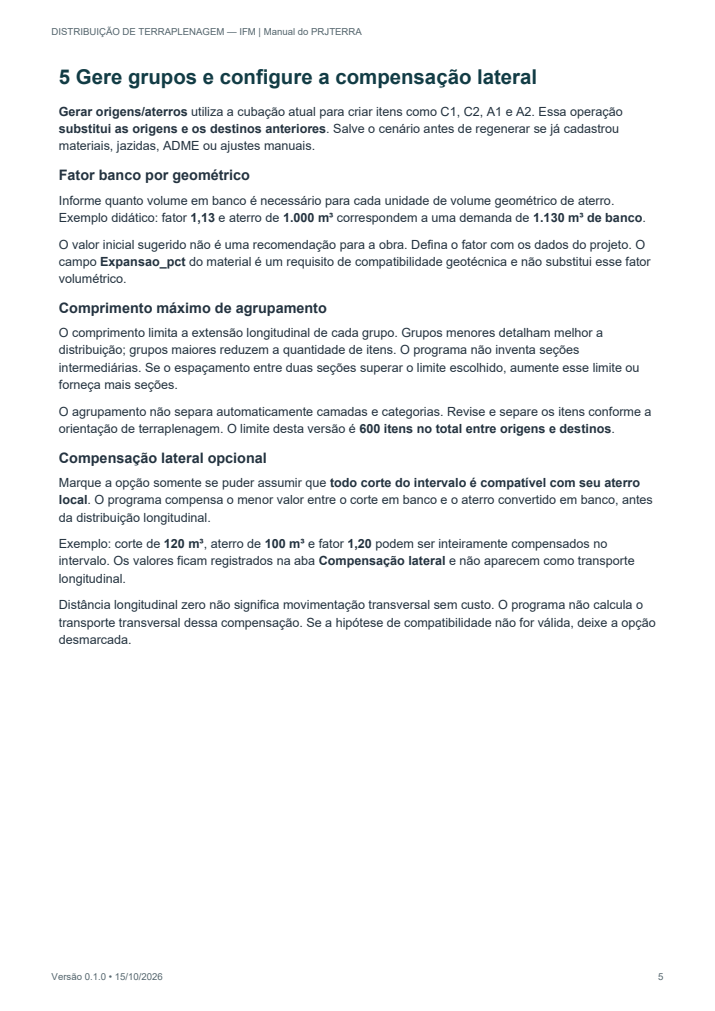 DISTRIBUIÇÃO DE TERRAPLENAGEM — IFM | Manual do PRJTERRA
5 Gere grupos e configure a compensação lateral
Gerar origens/aterros utiliza a cubação atual para criar itens como C1, C2, A1 e A2. Essa operação
substitui as origens e os destinos anteriores. Salve o cenário antes de regenerar se já cadastrou
materiais, jazidas, ADME ou ajustes manuais.
Fator banco por geométrico
Informe quanto volume em banco é necessário para cada unidade de volume geométrico de aterro.
Exemplo didático: fator 1,13 e aterro de 1.000 m³ correspondem a uma demanda de 1.130 m³ de banco.
O valor inicial sugerido não é uma recomendação para a obra. Defina o fator com os dados do projeto. O
campo Expansao_pct do material é um requisito de compatibilidade geotécnica e não substitui esse fator
volumétrico.
Comprimento máximo de agrupamento
O comprimento limita a extensão longitudinal de cada grupo. Grupos menores detalham melhor a
distribuição; grupos maiores reduzem a quantidade de itens. O programa não inventa seções
intermediárias. Se o espaçamento entre duas seções superar o limite escolhido, aumente esse limite ou
forneça mais seções.
O agrupamento não separa automaticamente camadas e categorias. Revise e separe os itens conforme a
orientação de terraplenagem. O limite desta versão é 600 itens no total entre origens e destinos.
Compensação lateral opcional
Marque a opção somente se puder assumir que todo corte do intervalo é compatível com seu aterro
local. O programa compensa o menor valor entre o corte em banco e o aterro convertido em banco, antes
da distribuição longitudinal.
Exemplo: corte de 120 m³, aterro de 100 m³ e fator 1,20 podem ser inteiramente compensados no
intervalo. Os valores ficam registrados na aba Compensação lateral e não aparecem como transporte
longitudinal.
Distância longitudinal zero não significa movimentação transversal sem custo. O programa não calcula o
transporte transversal dessa compensação. Se a hipótese de compatibilidade não for válida, deixe a opção
desmarcada.
Versão 0.1.0 • 15/10/2026
5